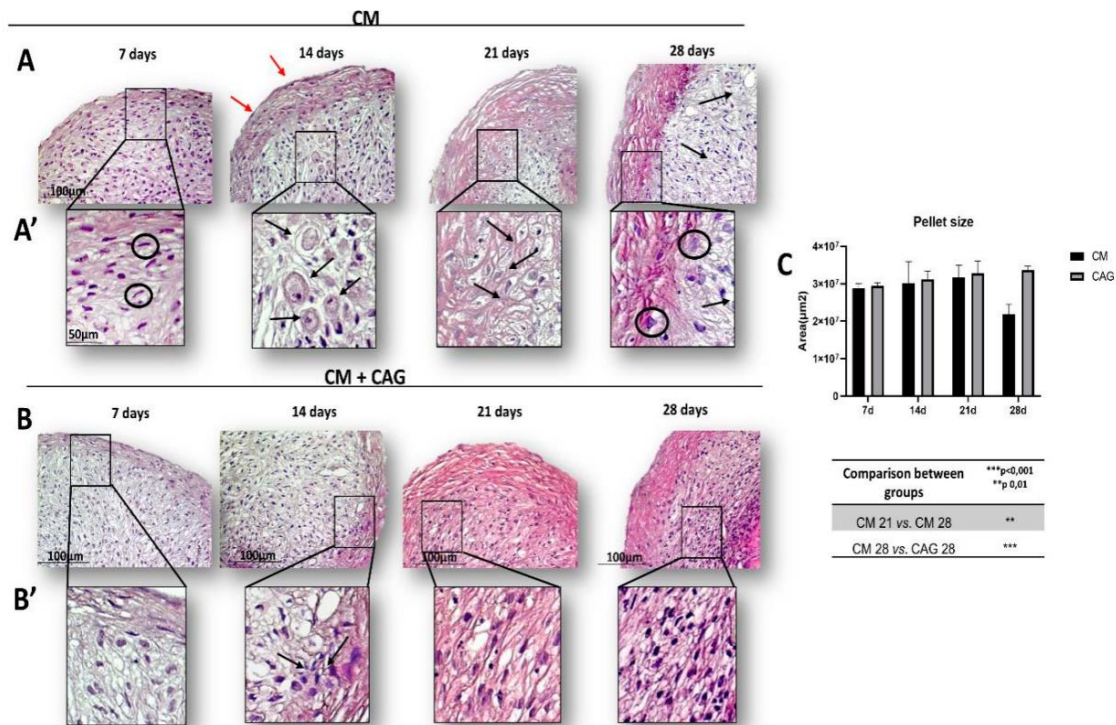 CM
A
7 days
14 days
21 days
28 days
100µm
A’
50µm
CM + CAG
B
7 days
14 days
21 days
28 days
100µm
100µm
100µm
100µm
B’
C
Pellet size
CM
CAG
Area(µm2)
4×10⁷
3×10⁷
2×10⁷
1×10⁷
0
7d
14d
21d
28d
Comparison between groups
***p<0,001
**p 0,01
CM 21 vs. CM 28
**
CM 28 vs. CAG 28
***